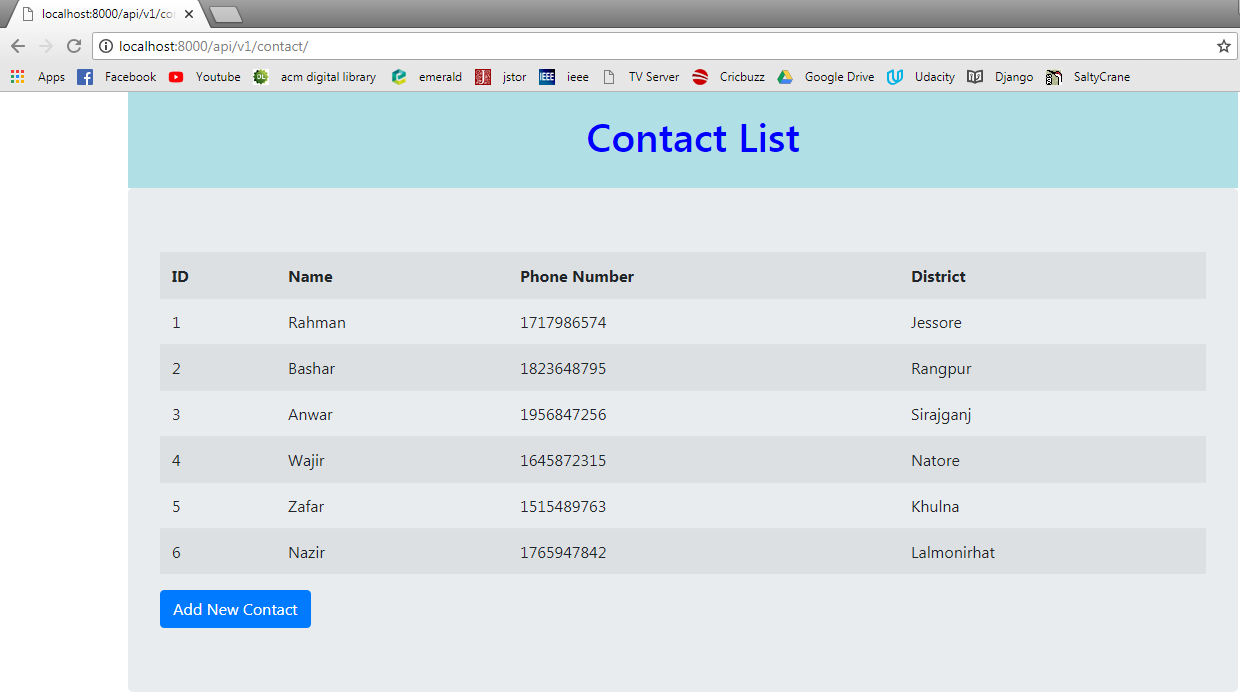 localhost:8000/api/v1/co
localhost:8000/api/v1/contact/
Apps Facebook Youtube acm digital library emerald jstor IEEE ieee TV Server Cricbuzz Google Drive Udacity Django SaltyCrane
Contact List
ID Name Phone Number District
1 Rahman 1717986574 Jessore
2 Bashar 1823648795 Rangpur
3 Anwar 1956847256 Sirajganj
4 Wajir 1645872315 Natore
5 Zafar 1515489763 Khulna
6 Nazir 1765947842 Lalmonirhat
Add New Contact